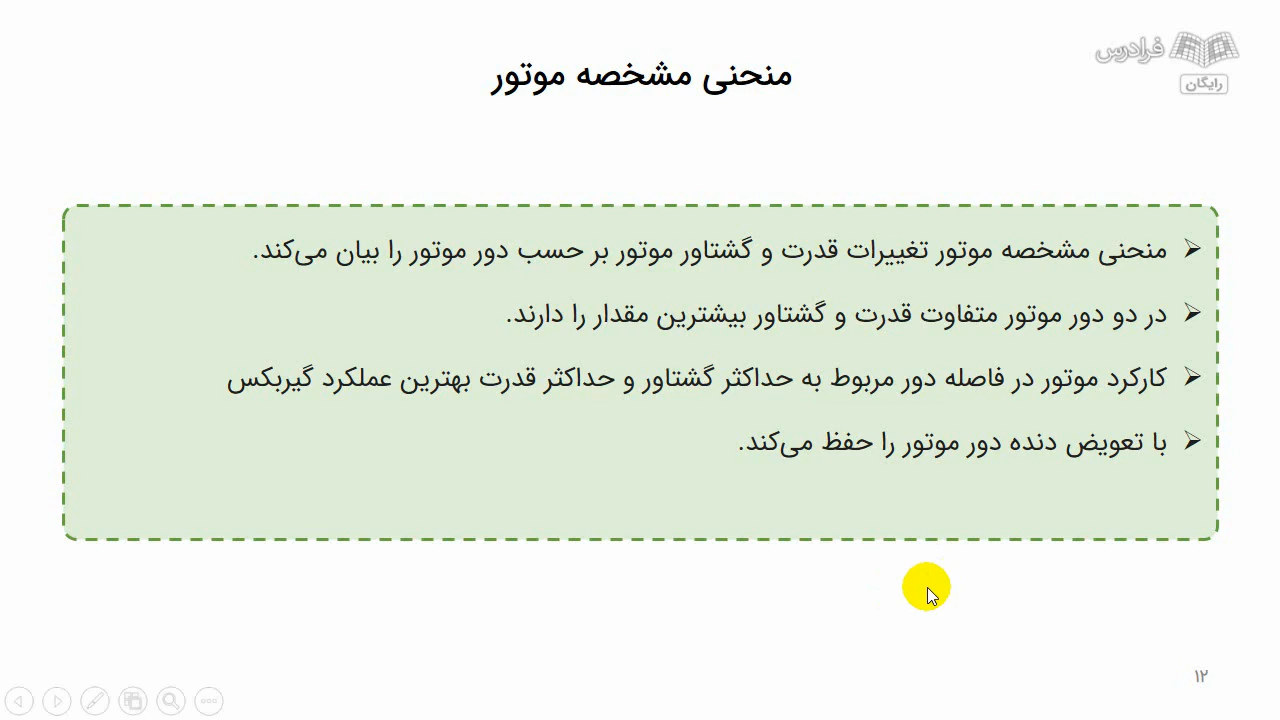 فرادرس
رایگان
منحنی مشخصه موتور
منحنی مشخصه موتور تغییرات قدرت و گشتاور موتور بر حسب دور موتور را بیان می‌کند.
در دو دور موتور متفاوت قدرت و گشتاور بیشترین مقدار را دارند.
کارکرد موتور در فاصله دور مربوط به حداکثر گشتاور و حداکثر قدرت بهترین عملکرد گیربکس
با تعویض دنده دور موتور را حفظ می‌کند.
۱۲